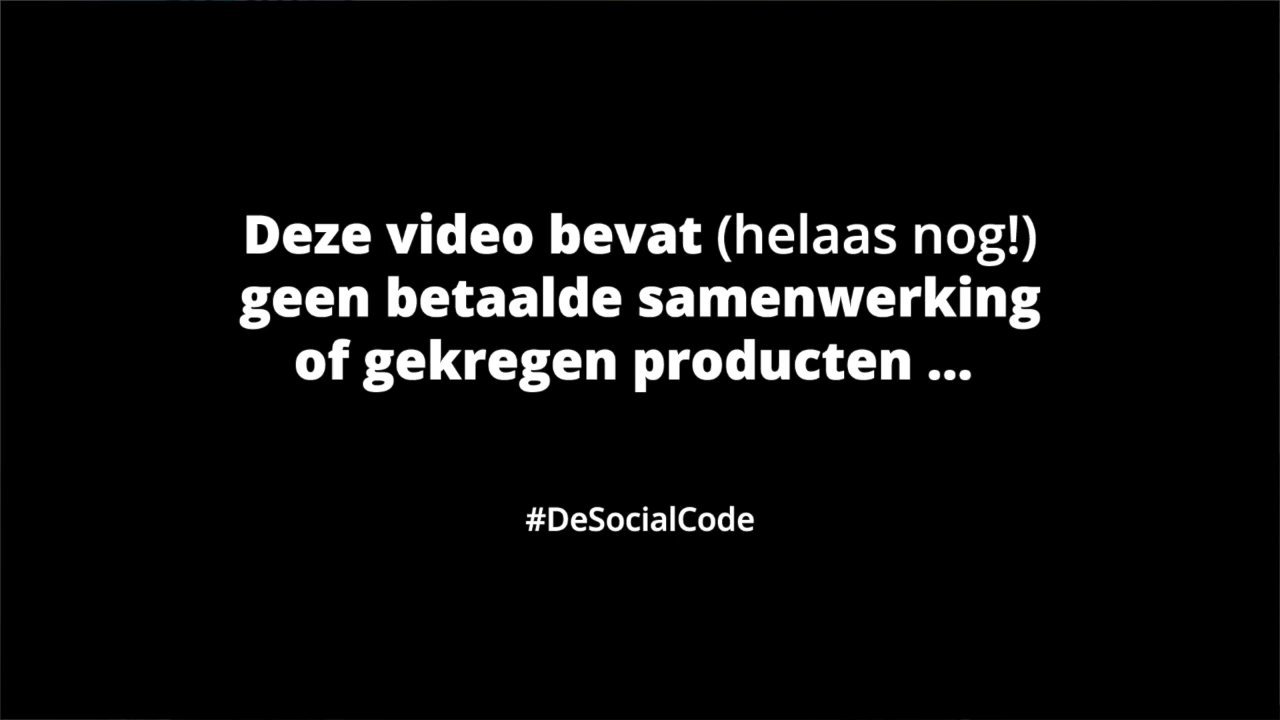 Deze video bevat (helaas nog!)
geen betaalde samenwerking
of gekregen producten ...
#DeSocialCode